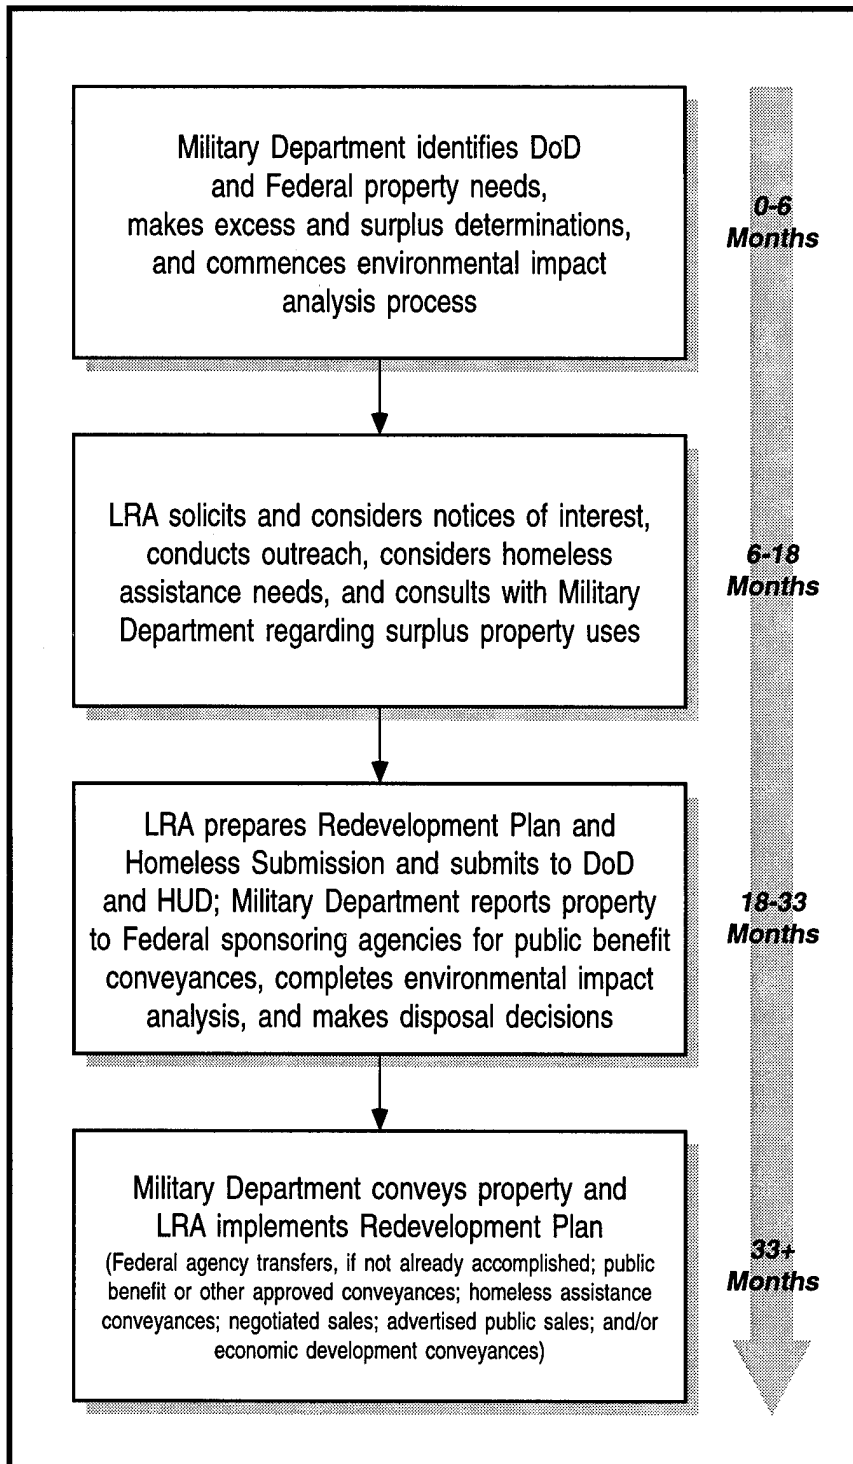 Military Department identifies DoD
and Federal property needs,
makes excess and surplus determinations,
and commences environmental impact
analysis process
0-6
Months
LRA solicits and considers notices of interest,
conducts outreach, considers homeless
assistance needs, and consults with Military
Department regarding surplus property uses
6-18
Months
LRA prepares Redevelopment Plan and
Homeless Submission and submits to DoD
and HUD; Military Department reports property
to Federal sponsoring agencies for public benefit
conveyances, completes environmental impact
analysis, and makes disposal decisions
18-33
Months
Military Department conveys property and
LRA implements Redevelopment Plan
(Federal agency transfers, if not already accomplished; public
benefit or other approved conveyances; homeless assistance
conveyances; negotiated sales; advertised public sales; and/or
economic development conveyances)
33+
Months